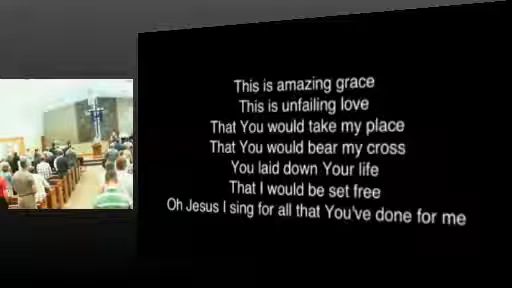 This is amazing grace
This is unfailing love
That You would take my place
That You would bear my cross
You laid down Your life
That I would be set free
Oh Jesus I sing for all that You've done for me